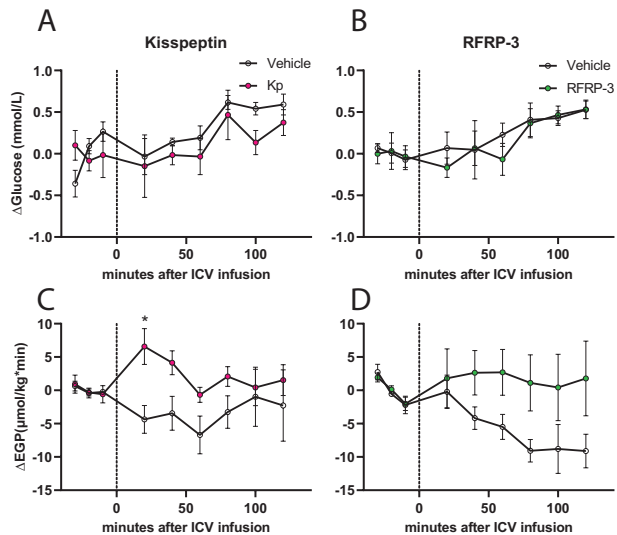 A
B
Kisspeptin
RFRP-3
Vehicle
Kp
Vehicle
RFRP-3
ΔGlucose (mmol/L)
1.0
0.5
0.0
-0.5
-1.0
0
50
100
minutes after ICV infusion
1.0
0.5
0.0
-0.5
-1.0
0
50
100
minutes after ICV infusion
C
D
ΔEGP(μmol/kg*min)
10
5
0
-5
-10
-15
*
0
50
100
minutes after ICV infusion
10
5
0
-5
-10
-15
0
50
100
minutes after ICV infusion